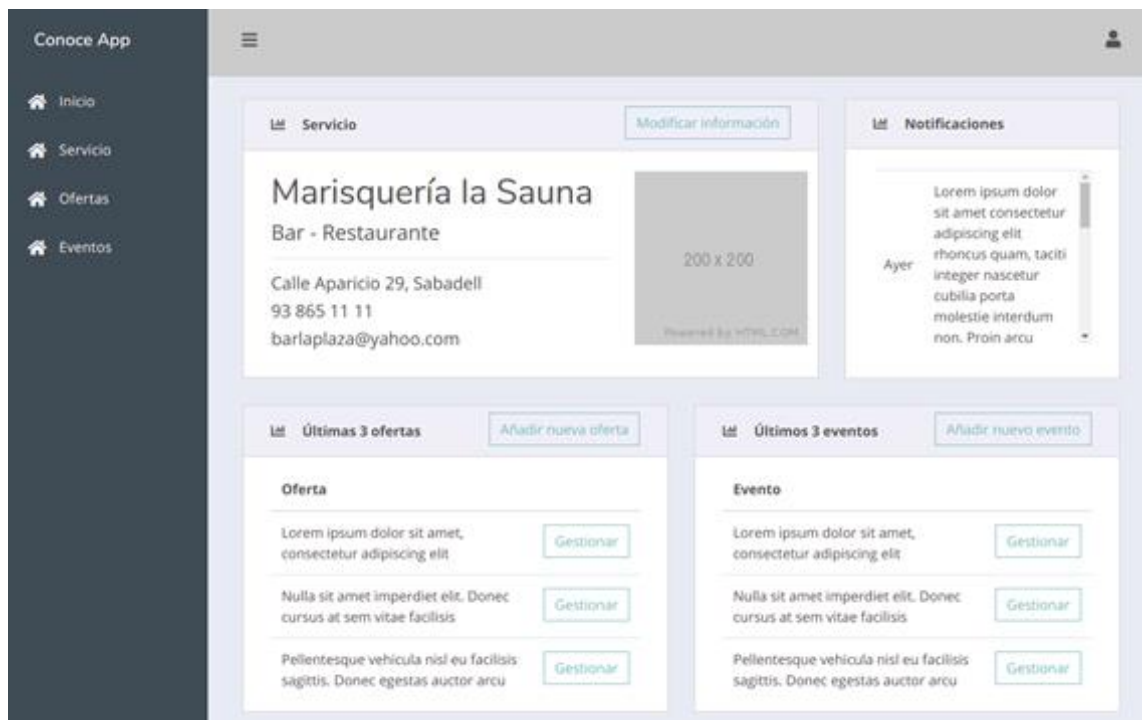 Conoce App
Inicio
Servicio
Ofertas
Eventos
Servicio
Modificar información
Marisquería la Sauna
Bar - Restaurante
Calle Aparicio 29, Sabadell
93 865 11 11
barlaplaza@yahoo.com
200 x 200
Powered by HTML.COM
Notificaciones
Ayer
Lorem ipsum dolor
sit amet consectetur
adipiscing elit
rhoncus quam, taciti
integer nascetur
cubilia porta
molestie interdum
non. Proin arcu
Últimas 3 ofertas
Añadir nueva oferta
Oferta
Lorem ipsum dolor sit amet,
consectetur adipiscing elit
Gestionar
Nulla sit amet imperdiet elit. Donec
cursus at sem vitae facilisis
Gestionar
Pellentesque vehicula nisl eu facilisis
sagittis. Donec egestas auctor arcu
Gestionar
Últimos 3 eventos
Añadir nuevo evento
Evento
Lorem ipsum dolor sit amet,
consectetur adipiscing elit
Gestionar
Nulla sit amet imperdiet elit. Donec
cursus at sem vitae facilisis
Gestionar
Pellentesque vehicula nisl eu facilisis
sagittis. Donec egestas auctor arcu
Gestionar